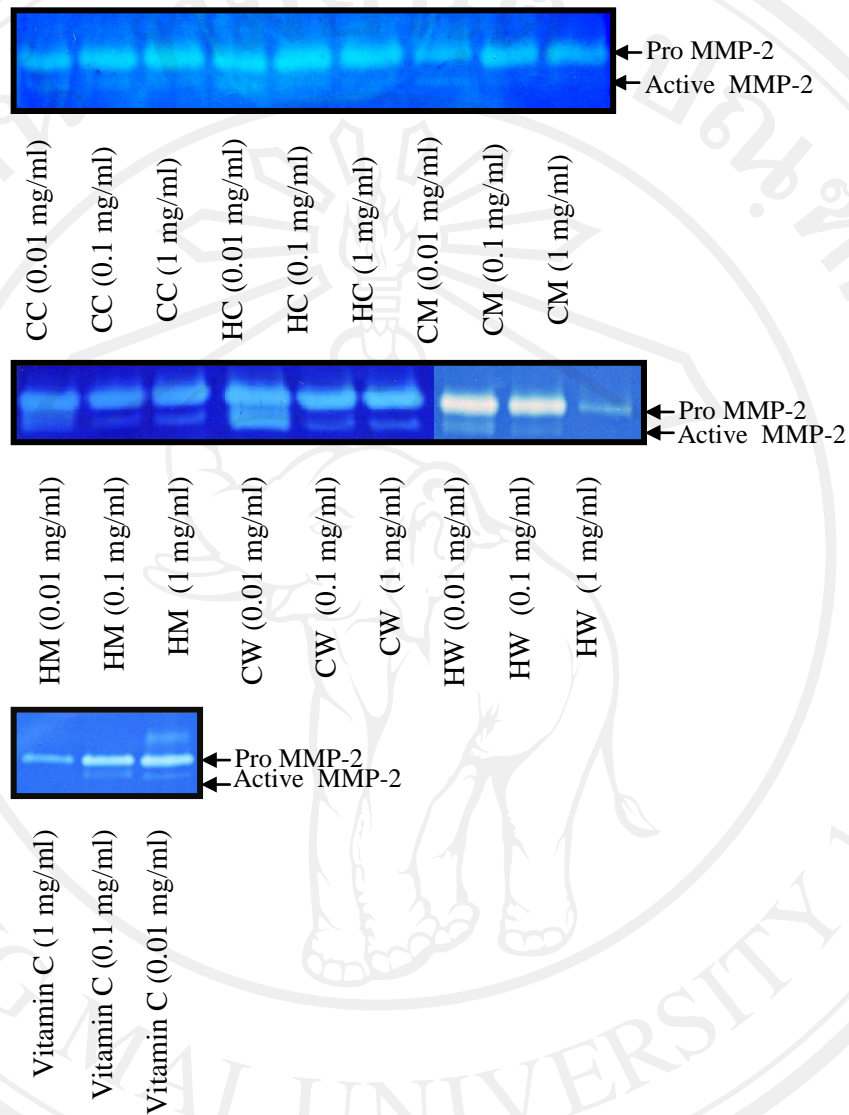 Pro MMP-2
Active MMP-2
CC (0.01 mg/ml)
CC (0.1 mg/ml)
CC (1 mg/ml)
HC (0.01 mg/ml)
HC (0.1 mg/ml)
HC (1 mg/ml)
CM (0.01 mg/ml)
CM (0.1 mg/ml)
CM (1 mg/ml)
Pro MMP-2
Active MMP-2
HM (0.01 mg/ml)
HM (0.1 mg/ml)
HM (1 mg/ml)
CW (0.01 mg/ml)
CW (0.1 mg/ml)
CW (1 mg/ml)
HW (0.01 mg/ml)
HW (0.1 mg/ml)
HW (1 mg/ml)
Pro MMP-2
Active MMP-2
Vitamin C (1 mg/ml)
Vitamin C (0.1 mg/ml)
Vitamin C (0.01 mg/ml)
UNIVERSITY